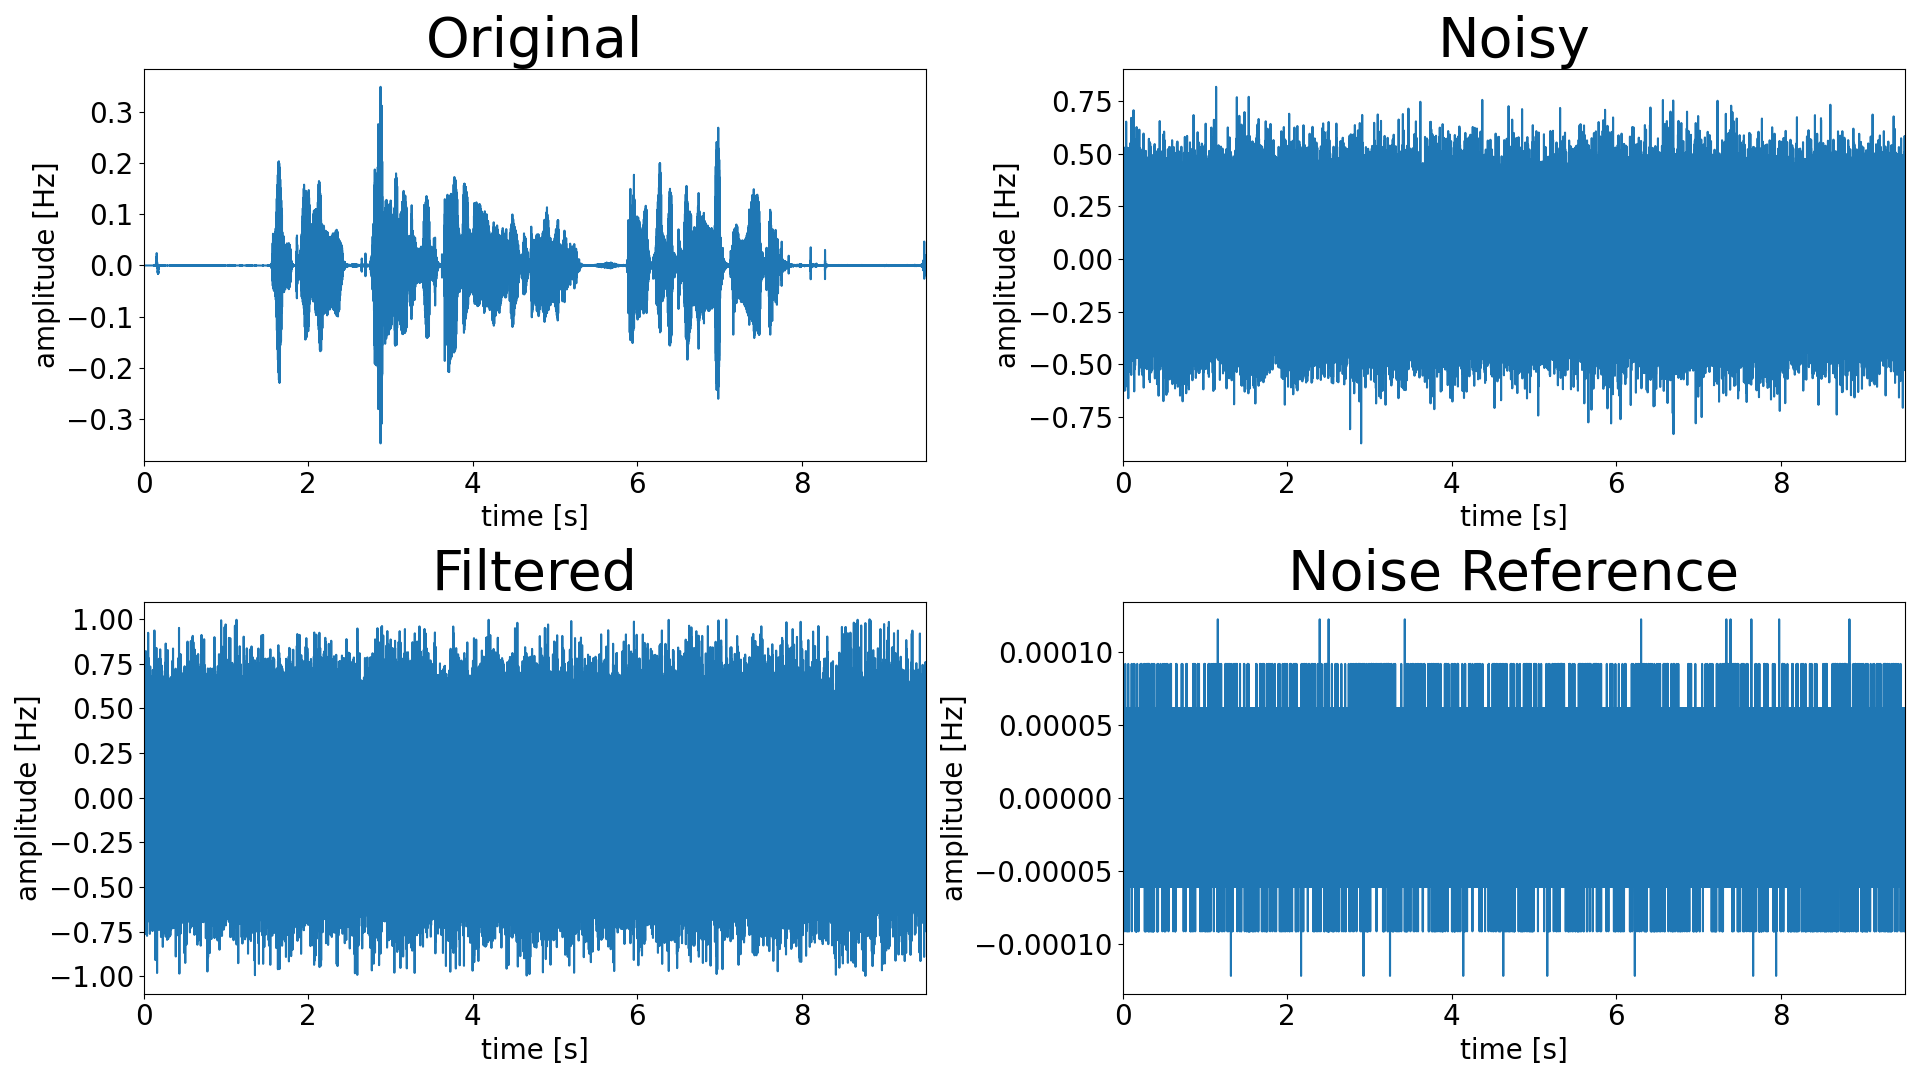 Original
0.3
0.2
0.1
0.0
−0.1
−0.2
−0.3
amplitude [Hz]
0 2 4 6 8
time [s]
Noisy
0.75
0.50
0.25
0.00
−0.25
−0.50
−0.75
amplitude [Hz]
0 2 4 6 8
time [s]
Filtered
1.00
0.75
0.50
0.25
0.00
−0.25
−0.50
−0.75
−1.00
amplitude [Hz]
0 2 4 6 8
time [s]
Noise Reference
0.00010
0.00005
0.00000
−0.00005
−0.00010
amplitude [Hz]
0 2 4 6 8
time [s]